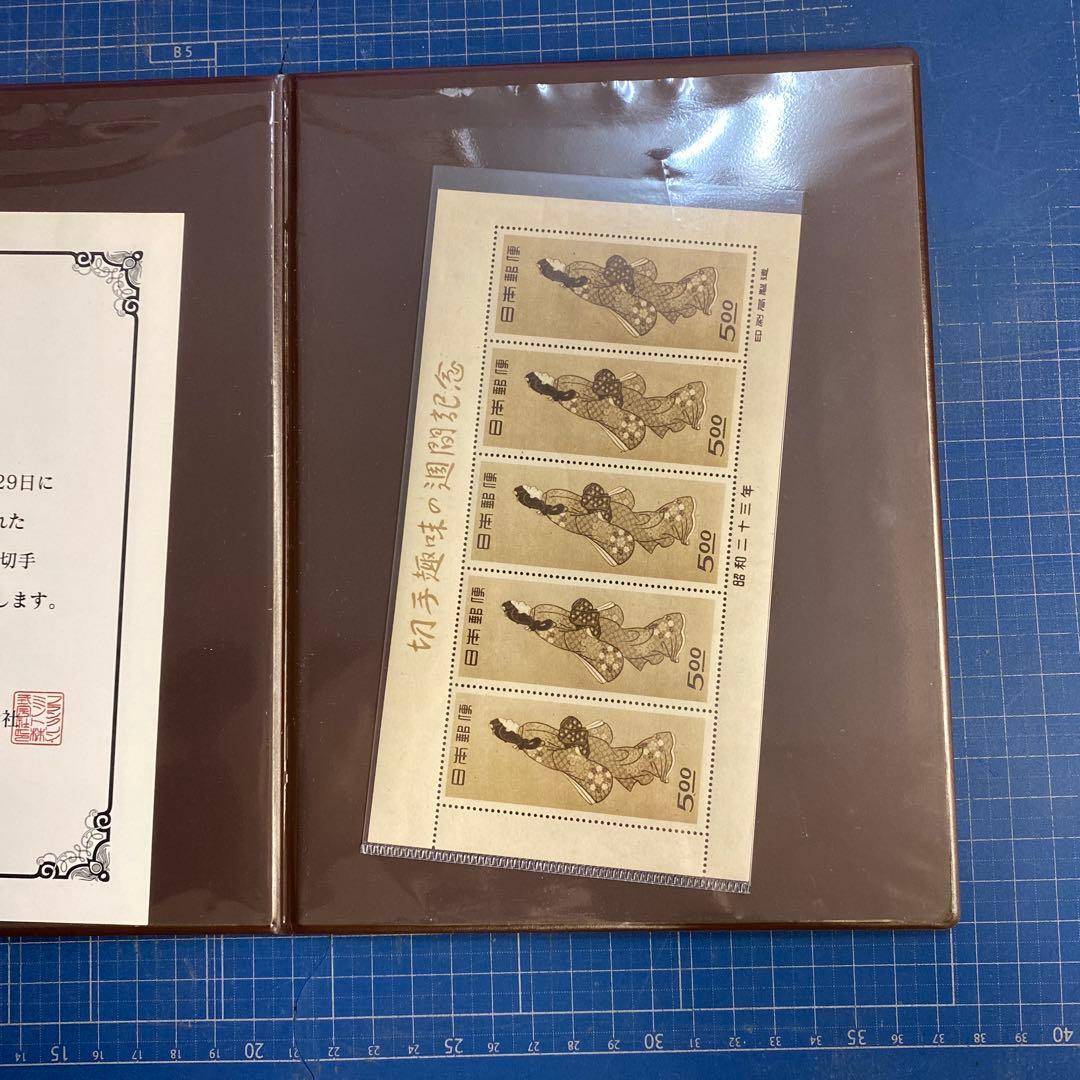 B5
29日に
れた
切手
します。
社
切手趣味の週間記念
日本郵便
5.00
日本郵便
5.00
日本郵便
5.00
日本郵便
5.00
日本郵便
5.00
印刷廳製造
昭和二十三年
14 15 16 17 18 19 20 21 22 23 24 25 26 27 28 29 30 31 32 33 34 35 36 37 38 39 40